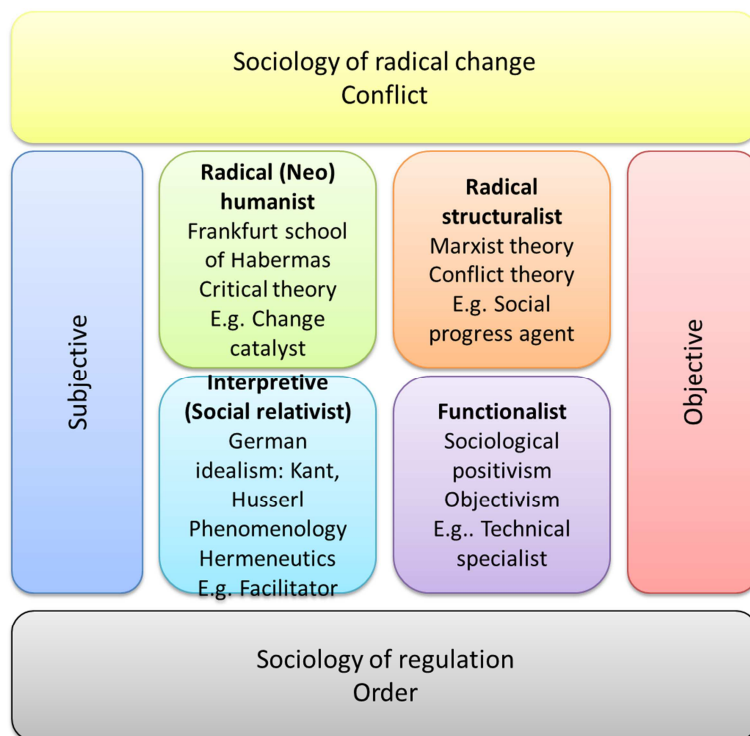 Sociology of radical change
Conflict
Subjective
Radical (Neo)
humanist
Frankfurt school
of Habermas
Critical theory
E.g. Change
catalyst
Radical
structuralist
Marxist theory
Conflict theory
E.g. Social
progress agent
Objective
Interpretive
(Social relativist)
German
idealism: Kant,
Husserl
Phenomenology
Hermeneutics
E.g. Facilitator
Functionalist
Sociological
positivism
Objectivism
E.g.. Technical
specialist
Sociology of regulation
Order